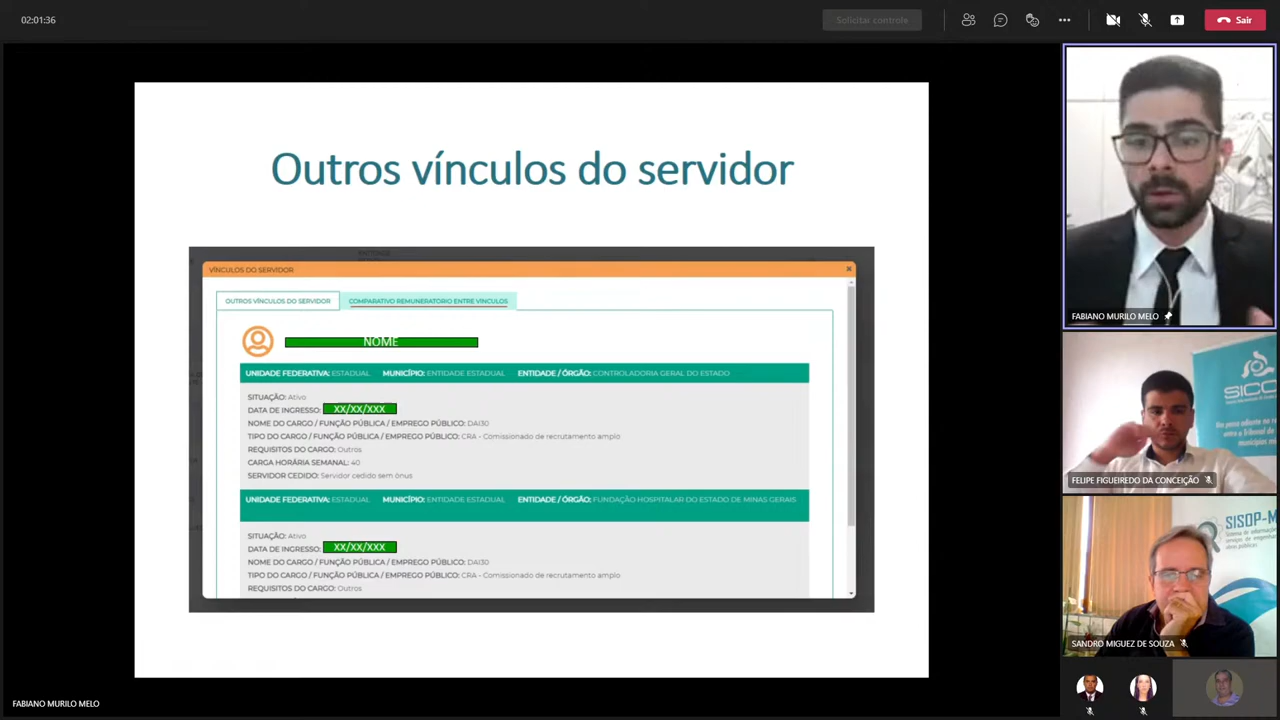 02:01:36
Solicitar controle
Sair
Outros vínculos do servidor
VÍNCULOS DO SERVIDOR
OUTROS VÍNCULOS DO SERVIDOR
COMPARATIVO REMUNERATORIO ENTRE VINCULOS
NOME
UNIDADE FEDERATIVA: ESTADUAL MUNICÍPIO: ENTIDADE ESTADUAL ENTIDADE / ÓRGÃO: CONTROLADORIA GERAL DO ESTADO
SITUAÇÃO: Ativo
DATA DE INGRESSO: XX/XX/XXX
NOME DO CARGO / FUNÇÃO PÚBLICA / EMPREGO PÚBLICO: DAI30
TIPO DO CARGO / FUNÇÃO PÚBLICA / EMPREGO PÚBLICO: CRA - Comissionado de recrutamento amplo
REQUISITOS DO CARGO: Outros
CARGA HORÁRIA SEMANAL: 40
SERVIDOR CEDIDO: Servidor cedido sem ônus
UNIDADE FEDERATIVA: ESTADUAL MUNICÍPIO: ENTIDADE ESTADUAL ENTIDADE / ÓRGÃO: FUNDAÇÃO HOSPITALAR DO ESTADO DE MINAS GERAIS
SITUAÇÃO: Ativo
DATA DE INGRESSO: XX/XX/XXX
NOME DO CARGO / FUNÇÃO PÚBLICA / EMPREGO PÚBLICO: DAI30
TIPO DO CARGO / FUNÇÃO PÚBLICA / EMPREGO PÚBLICO: CRA - Comissionado de recrutamento amplo
REQUISITOS DO CARGO: Outros
FABIANO MURILO MELO
FABIANO MURILO MELO
SICO
entre o Tribunal de
FELIPE FIGUEIREDO DA CONCEIÇÃO
SISOP-M
SANDRO MIGUEZ DE SOUZA